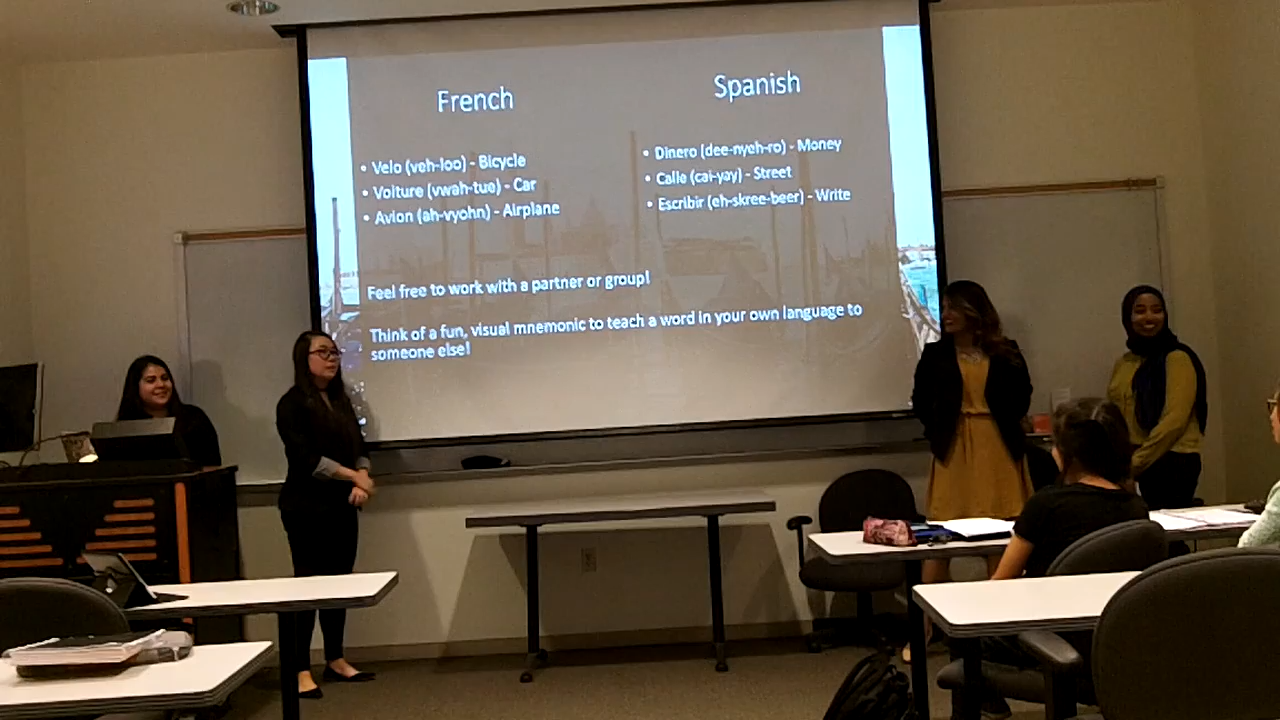 French
• Velo (veh-loo) - Bicycle
• Voiture (vwah-tue) - Car
• Avion (ah-vyohn) - Airplane
Spanish
• Dinero (dee-nyeh-ro) - Money
• Calle (cai-yay) - Street
• Escribir (eh-skree-beer) - Write
Feel free to work with a partner or group!
Think of a fun, visual mnemonic to teach a word in your own language to
someone else!